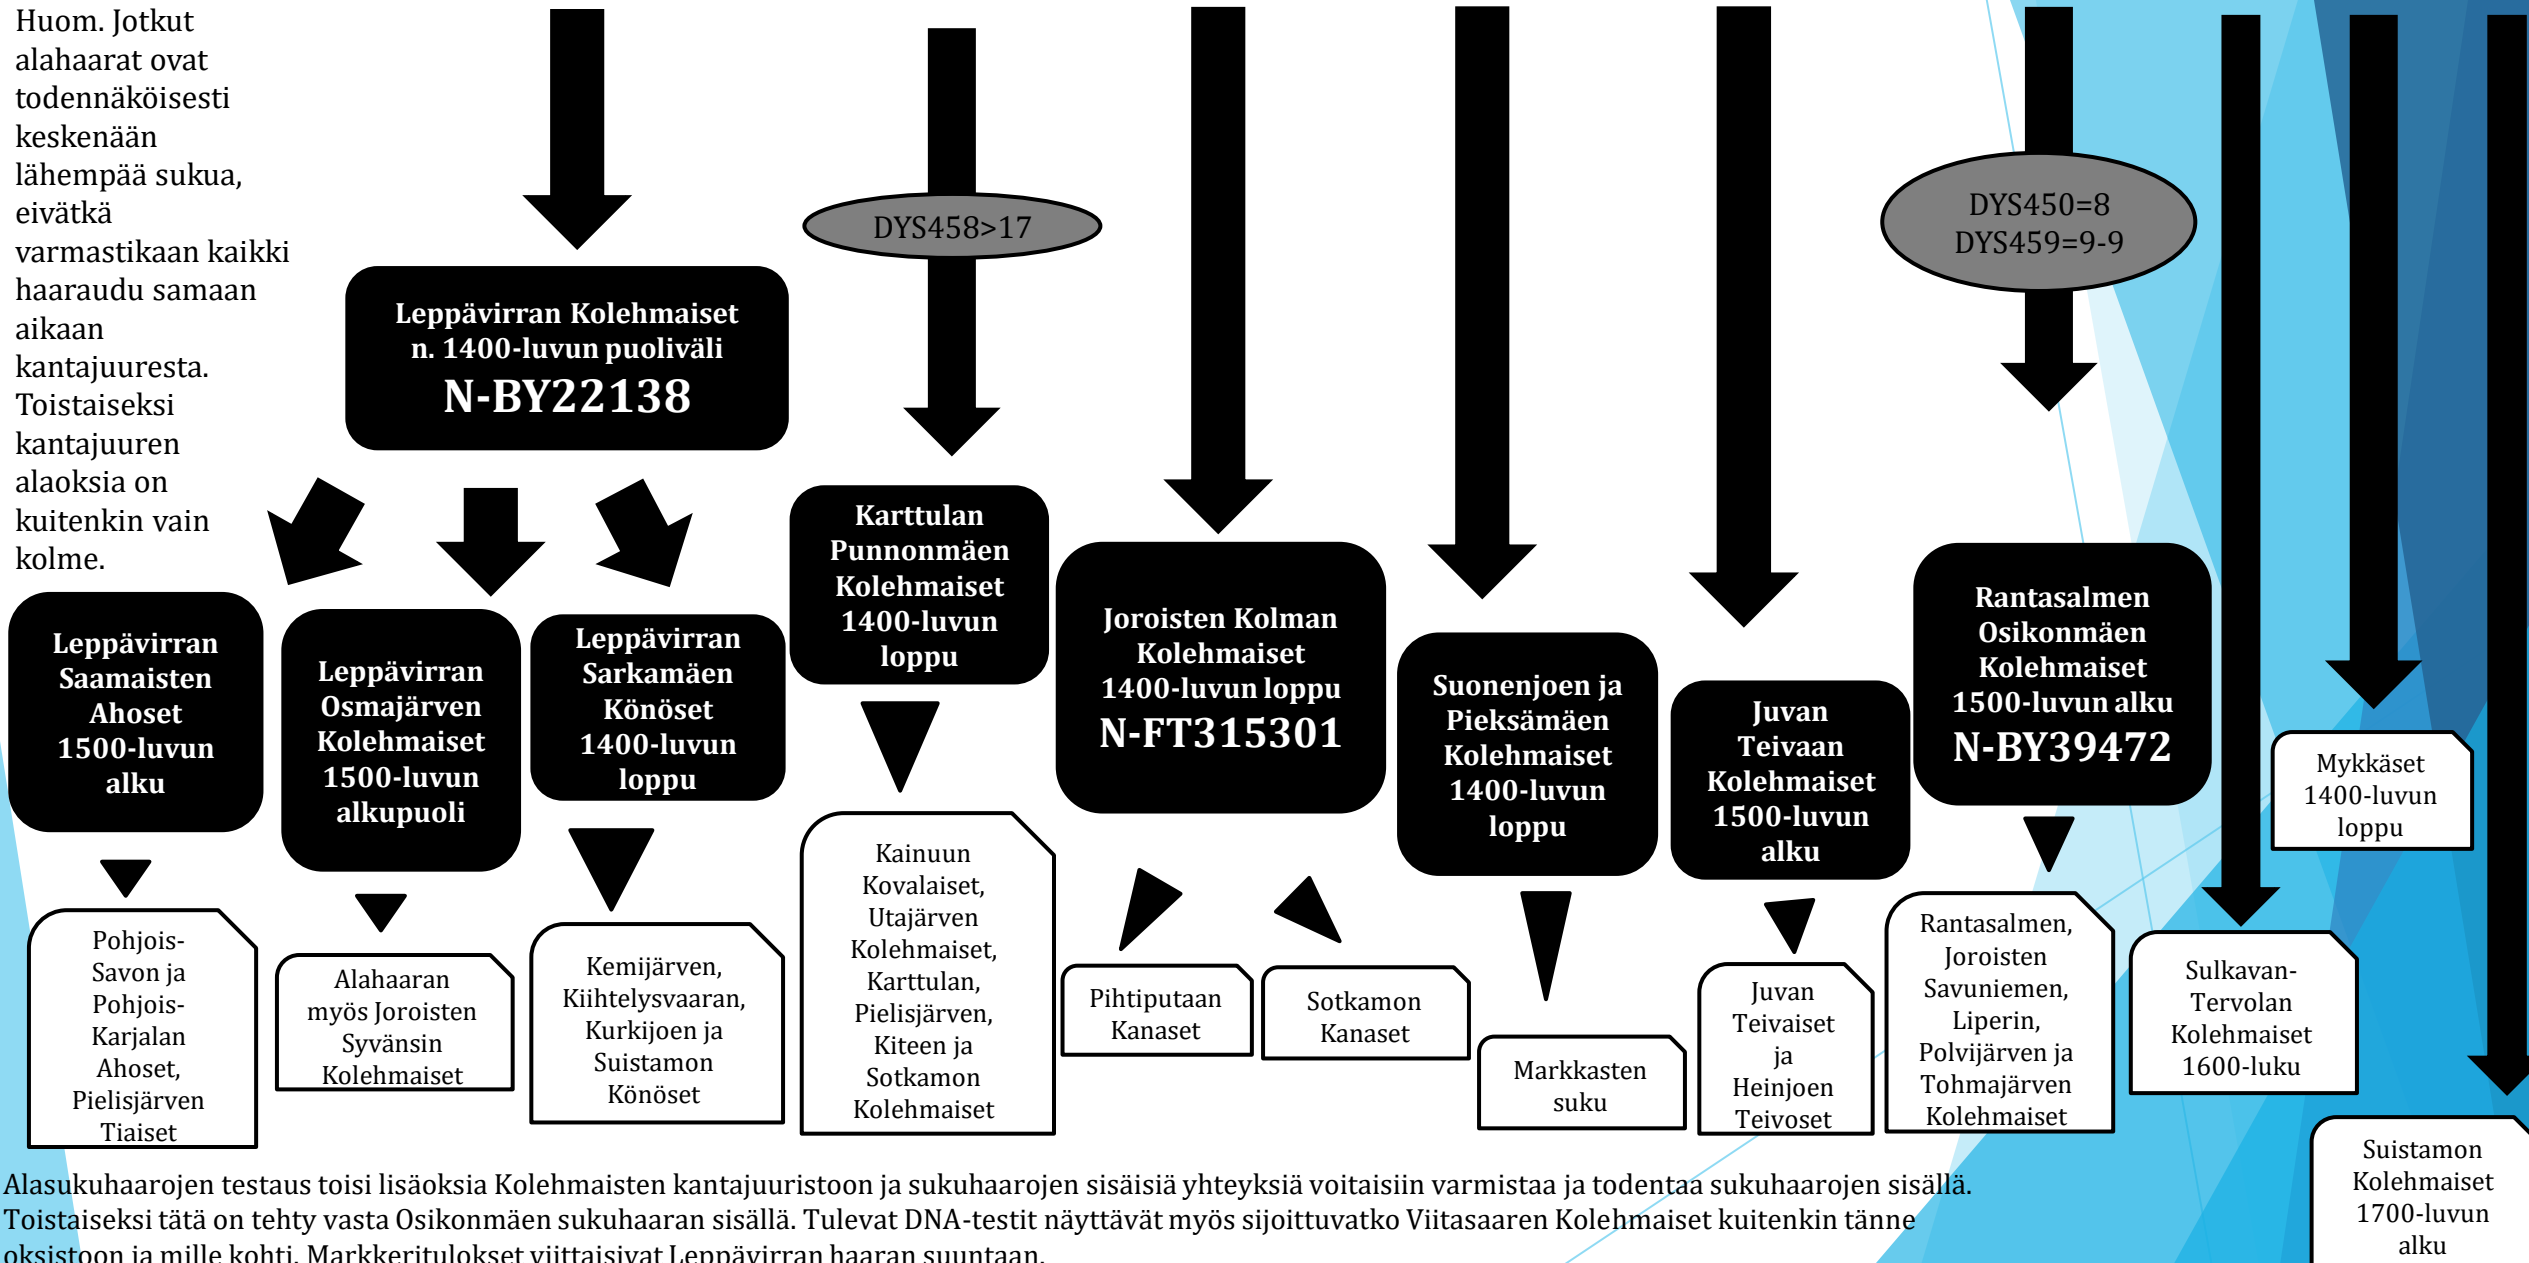 Huom. Jotkut
alahaarat ovat
todennäköisesti
keskenään
lähempää sukua,
eivätkä
varmastikaan kaikki
haaraudu samaan
aikaan
kantajuuresta.
Toistaiseksi
kantajuuren
alaoksia on
kuitenkin vain
kolme.
DYS458>17
DYS450=8
DYS459=9-9
Leppävirran Kolehmaiset
n. 1400-luvun puoliväli
N-BY22138
Leppävirran
Saamaisten
Ahoset
1500-luvun
alku
Leppävirran
Osmajärven
Kolehmaiset
1500-luvun
alkupuoli
Leppävirran
Sarkamäen
Könöset
1400-luvun
loppu
Karttulan
Punnonmäen
Kolehmaiset
1400-luvun
loppu
Joroisten Kolman
Kolehmaiset
1400-luvun loppu
N-FT315301
Suonenjoen ja
Pieksämäen
Kolehmaiset
1400-luvun
loppu
Juvan
Teivaan
Kolehmaiset
1500-luvun
alku
Rantasalmen
Osikonmäen
Kolehmaiset
1500-luvun alku
N-BY39472
Mykkäset
1400-luvun
loppu
Pohjois-
Savon ja
Pohjois-
Karjalan
Ahoset,
Pielisjärven
Tiaiset
Alahaaran
myös Joroisten
Syvänsin
Kolehmaiset
Kemijärven,
Kiihtelysvaaran,
Kurkijoen ja
Suistamon
Könöset
Kainuun
Kovalaiset,
Utajärven
Kolehmaiset,
Karttulan,
Pielisjärven,
Kiteen ja
Sotkamon
Kolehmaiset
Pihtiputaan
Kanaset
Sotkamon
Kanaset
Markkasten
suku
Juvan
Teivaiset
ja
Heinjoen
Teivoset
Rantasalmen,
Joroisten
Savuniemen,
Liperin,
Polvijärven ja
Tohmajärven
Kolehmaiset
Sulkavan-
Tervolan
Kolehmaiset
1600-luku
Suistamon
Kolehmaiset
1700-luvun
alku
Alasukuhaarojen testaus toisi lisäoksia Kolehmaisten kantajuuristoon ja sukuhaarojen sisäisiä yhteyksiä voitaisiin varmistaa ja todentaa sukuhaarojen sisällä.
Toistaiseksi tätä on tehty vasta Osikonmäen sukuhaaran sisällä. Tulevat DNA-testit näyttävät myös sijoittuvatko Viitasaaren Kolehmaiset kuitenkin tänne
oksistoon ja mille kohti. Markkeritulokset viittaisivat Leppävirran haaran suuntaan.